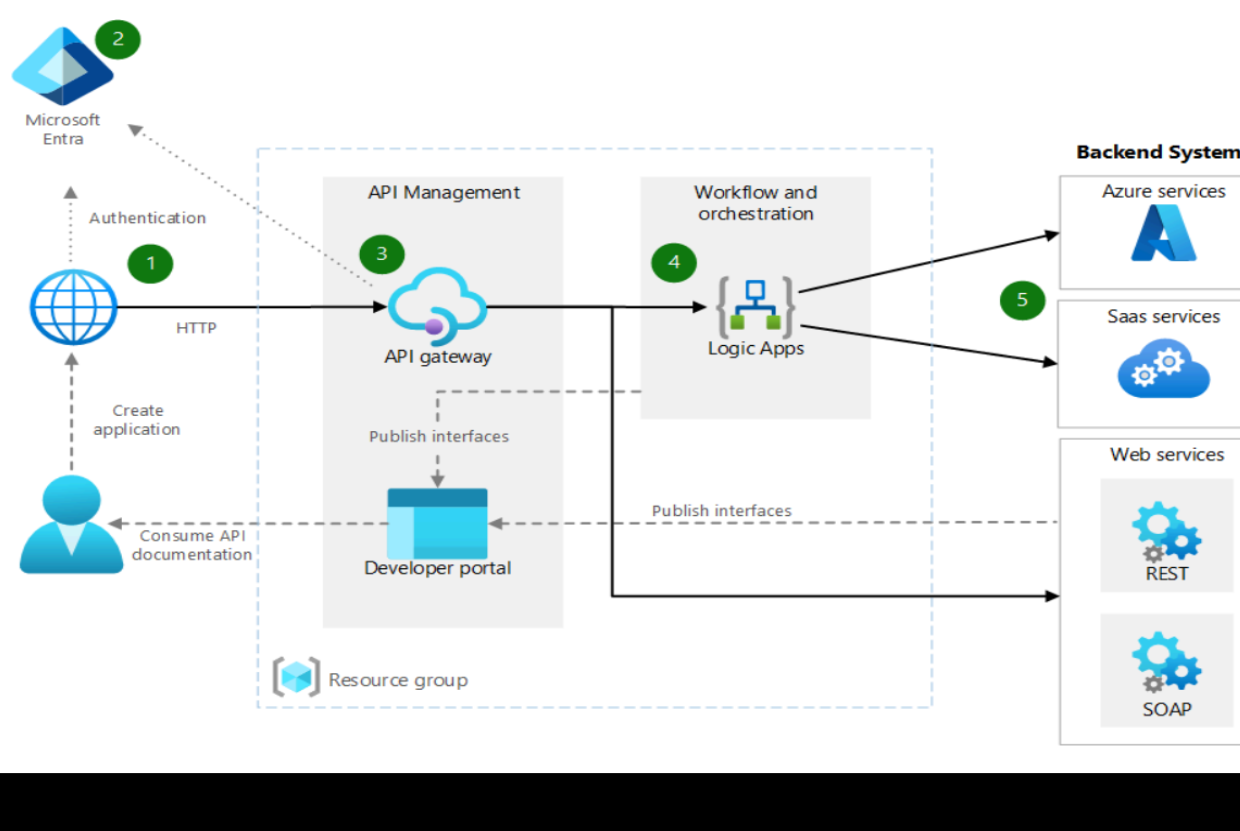 2
Microsoft
Entra
Backend System
API Management
Workflow and
orchestration
Azure services
Authentication
1
3
4
5
HTTP
API gateway
Logic Apps
Saas services
Create
application
Publish interfaces
Web services
Publish interfaces
Consume API
documentation
Developer portal
REST
Resource group
SOAP